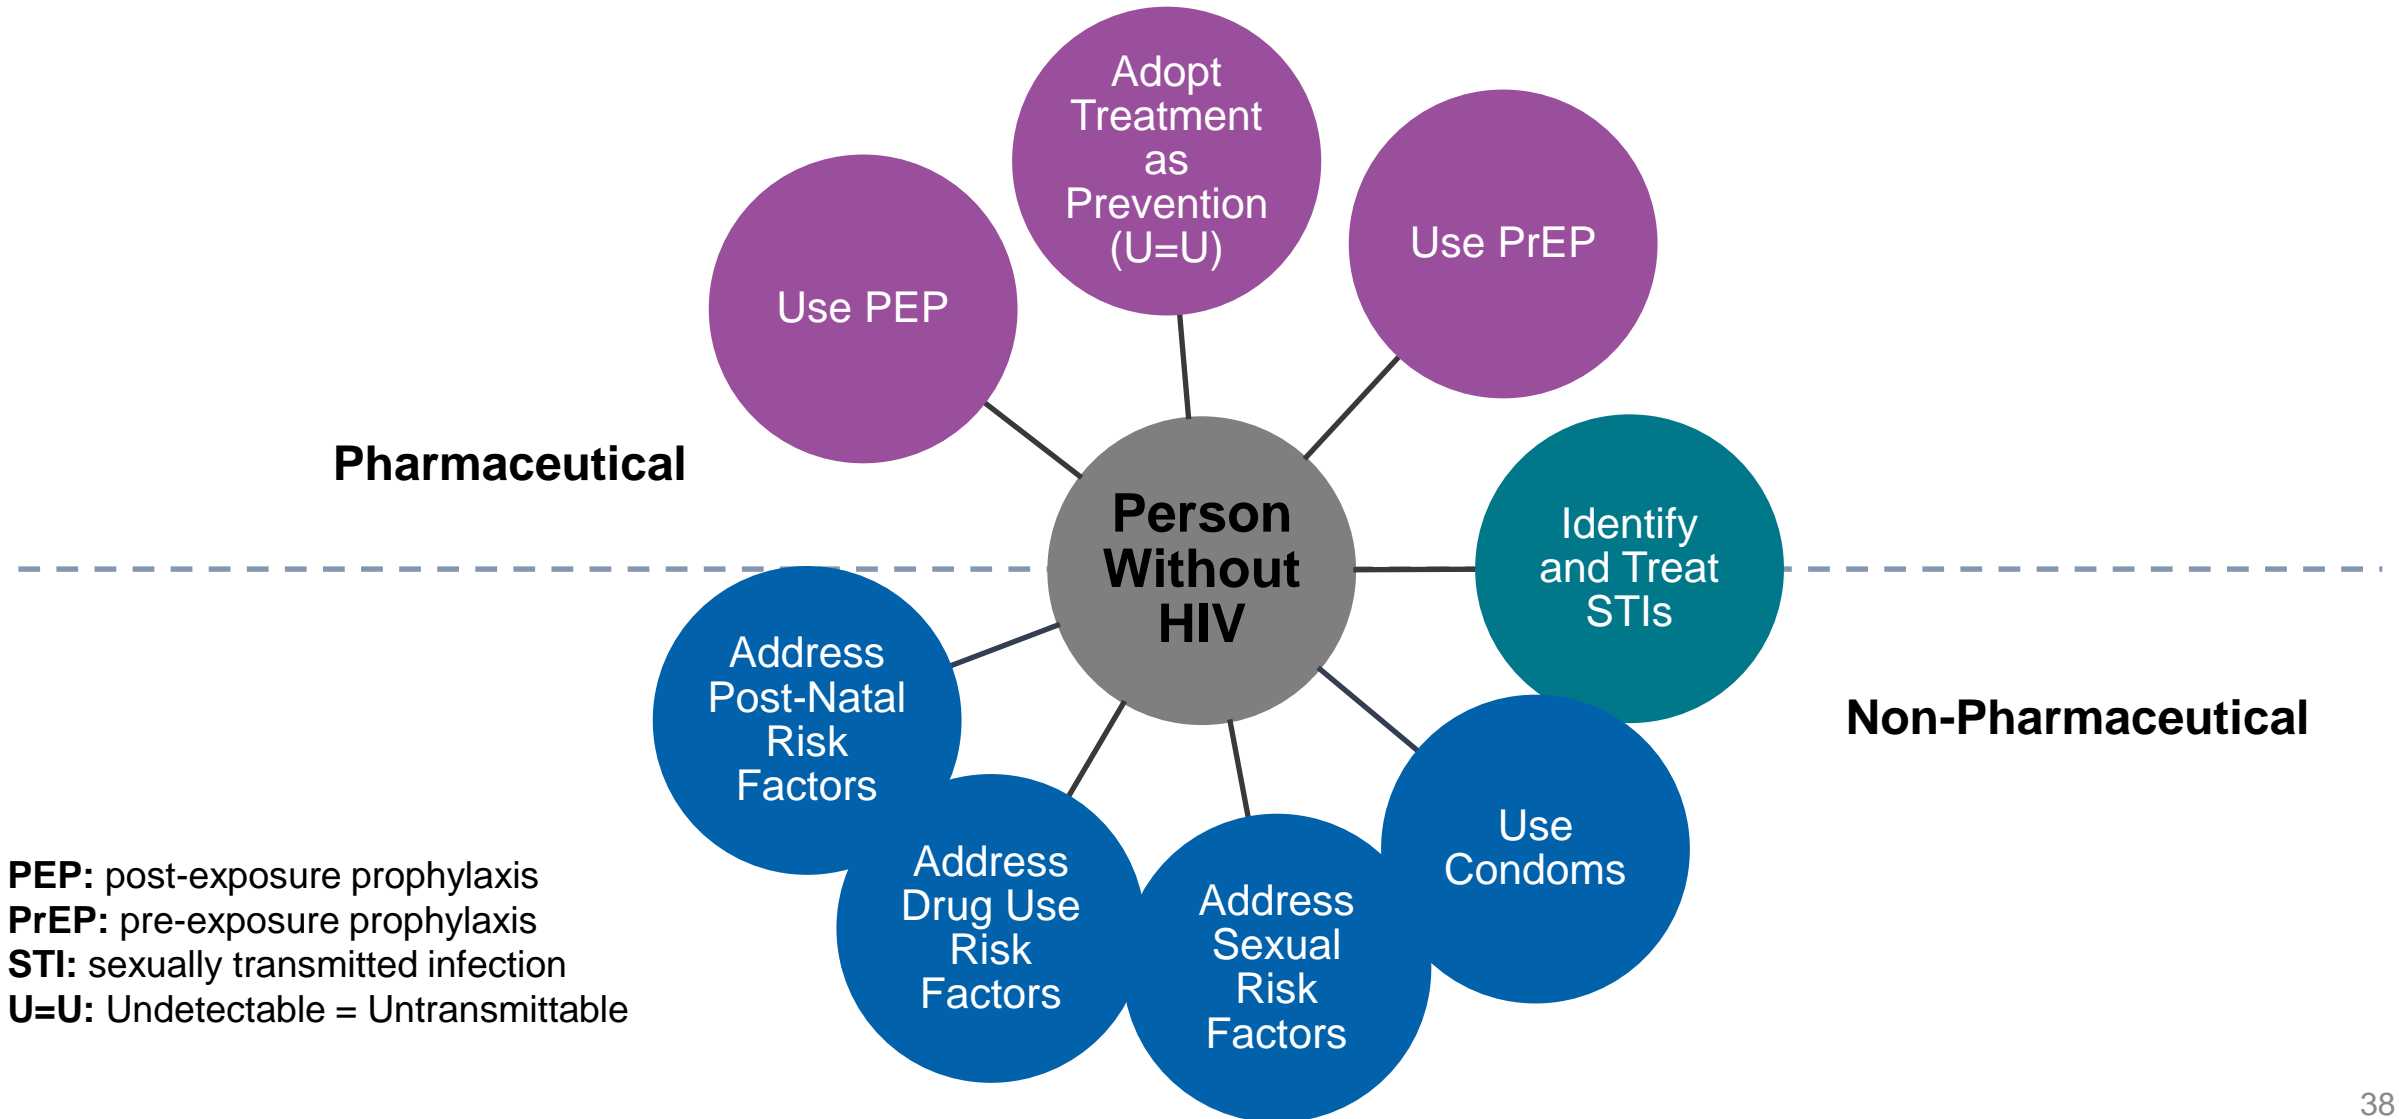 Adopt
Treatment
as
Prevention
(U=U)
Use PrEP
Use PEP
Pharmaceutical
Person
Without
HIV
Identify
and Treat
STIs
Non-Pharmaceutical
Address
Post-Natal
Risk
Factors
Use
Condoms
Address
Drug Use
Risk
Factors
Address
Sexual
Risk
Factors
PEP: post-exposure prophylaxis
PrEP: pre-exposure prophylaxis
STI: sexually transmitted infection
U=U: Undetectable = Untransmittable
38